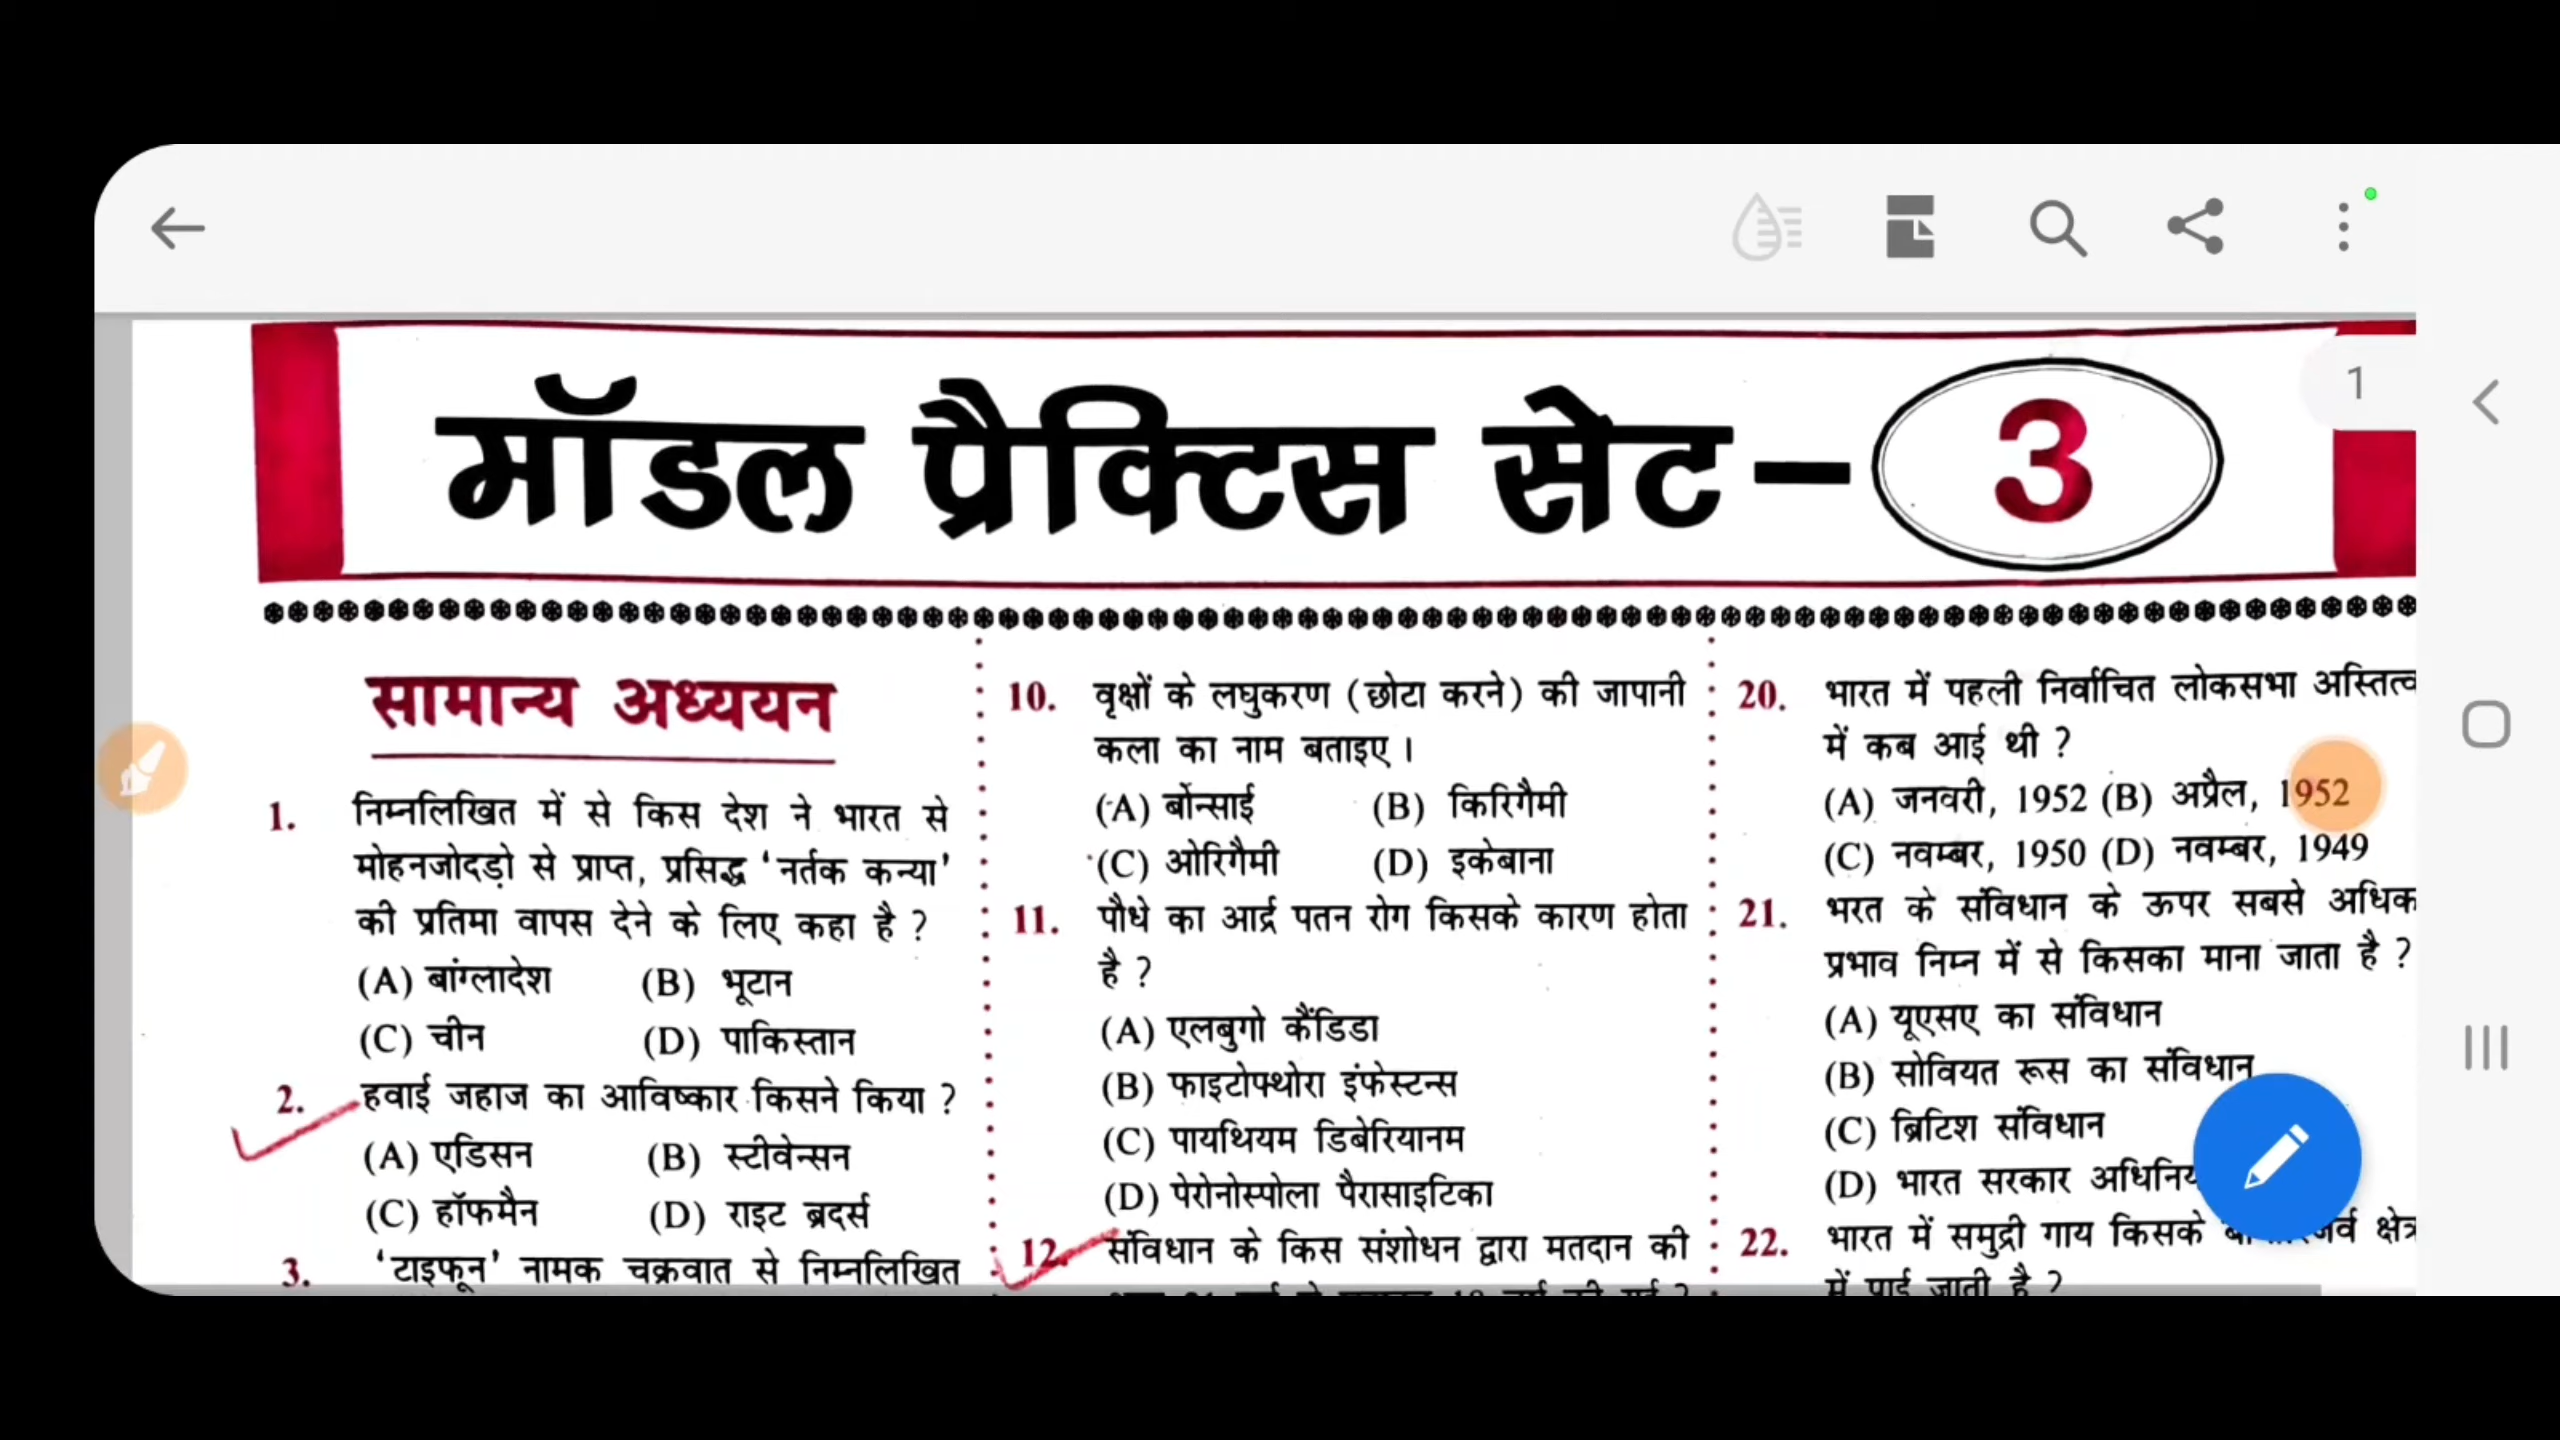 1
मॉडल प्रैक्टिस सेट – 3
सामान्य अध्ययन
1. निम्नलिखित में से किस देश ने भारत से
मोहनजोदड़ो से प्राप्त, प्रसिद्ध ‘नर्तक कन्या’
की प्रतिमा वापस देने के लिए कहा है ?
(A) बांग्लादेश (B) भूटान
(C) चीन (D) पाकिस्तान
2. हवाई जहाज का आविष्कार किसने किया ?
(A) एडिसन (B) स्टीवेन्सन
(C) हॉफमैन (D) राइट ब्रदर्स
3. ‘टाइफून’ नामक चक्रवात से निम्नलिखित
10. वृक्षों के लघुकरण (छोटा करने) की जापानी
कला का नाम बताइए ।
(A) बोंन्साई (B) किरिगैमी
(C) ओरिगैमी (D) इकेबाना
11. पौधे का आर्द्र पतन रोग किसके कारण होता
है ?
(A) एलबुगो कैंडिडा
(B) फाइटोफ्थोरा इंफेस्टन्स
(C) पायथियम डिबेरियानम
(D) पेरोनोस्पोला पैरासाइटिका
12. संविधान के किस संशोधन द्वारा मतदान की
20. भारत में पहली निर्वाचित लोकसभा अस्तित्व
में कब आई थी ?
(A) जनवरी, 1952 (B) अप्रैल, 1952
(C) नवम्बर, 1950 (D) नवम्बर, 1949
21. भरत के संविधान के ऊपर सबसे अधिक
प्रभाव निम्न में से किसका माना जाता है ?
(A) यूएसए का संविधान
(B) सोवियत रूस का संविधान
(C) ब्रिटिश संविधान
(D) भारत सरकार
22. भारत में समुद्री गाय किसके क्षेत्र
में पाई जाती है ?